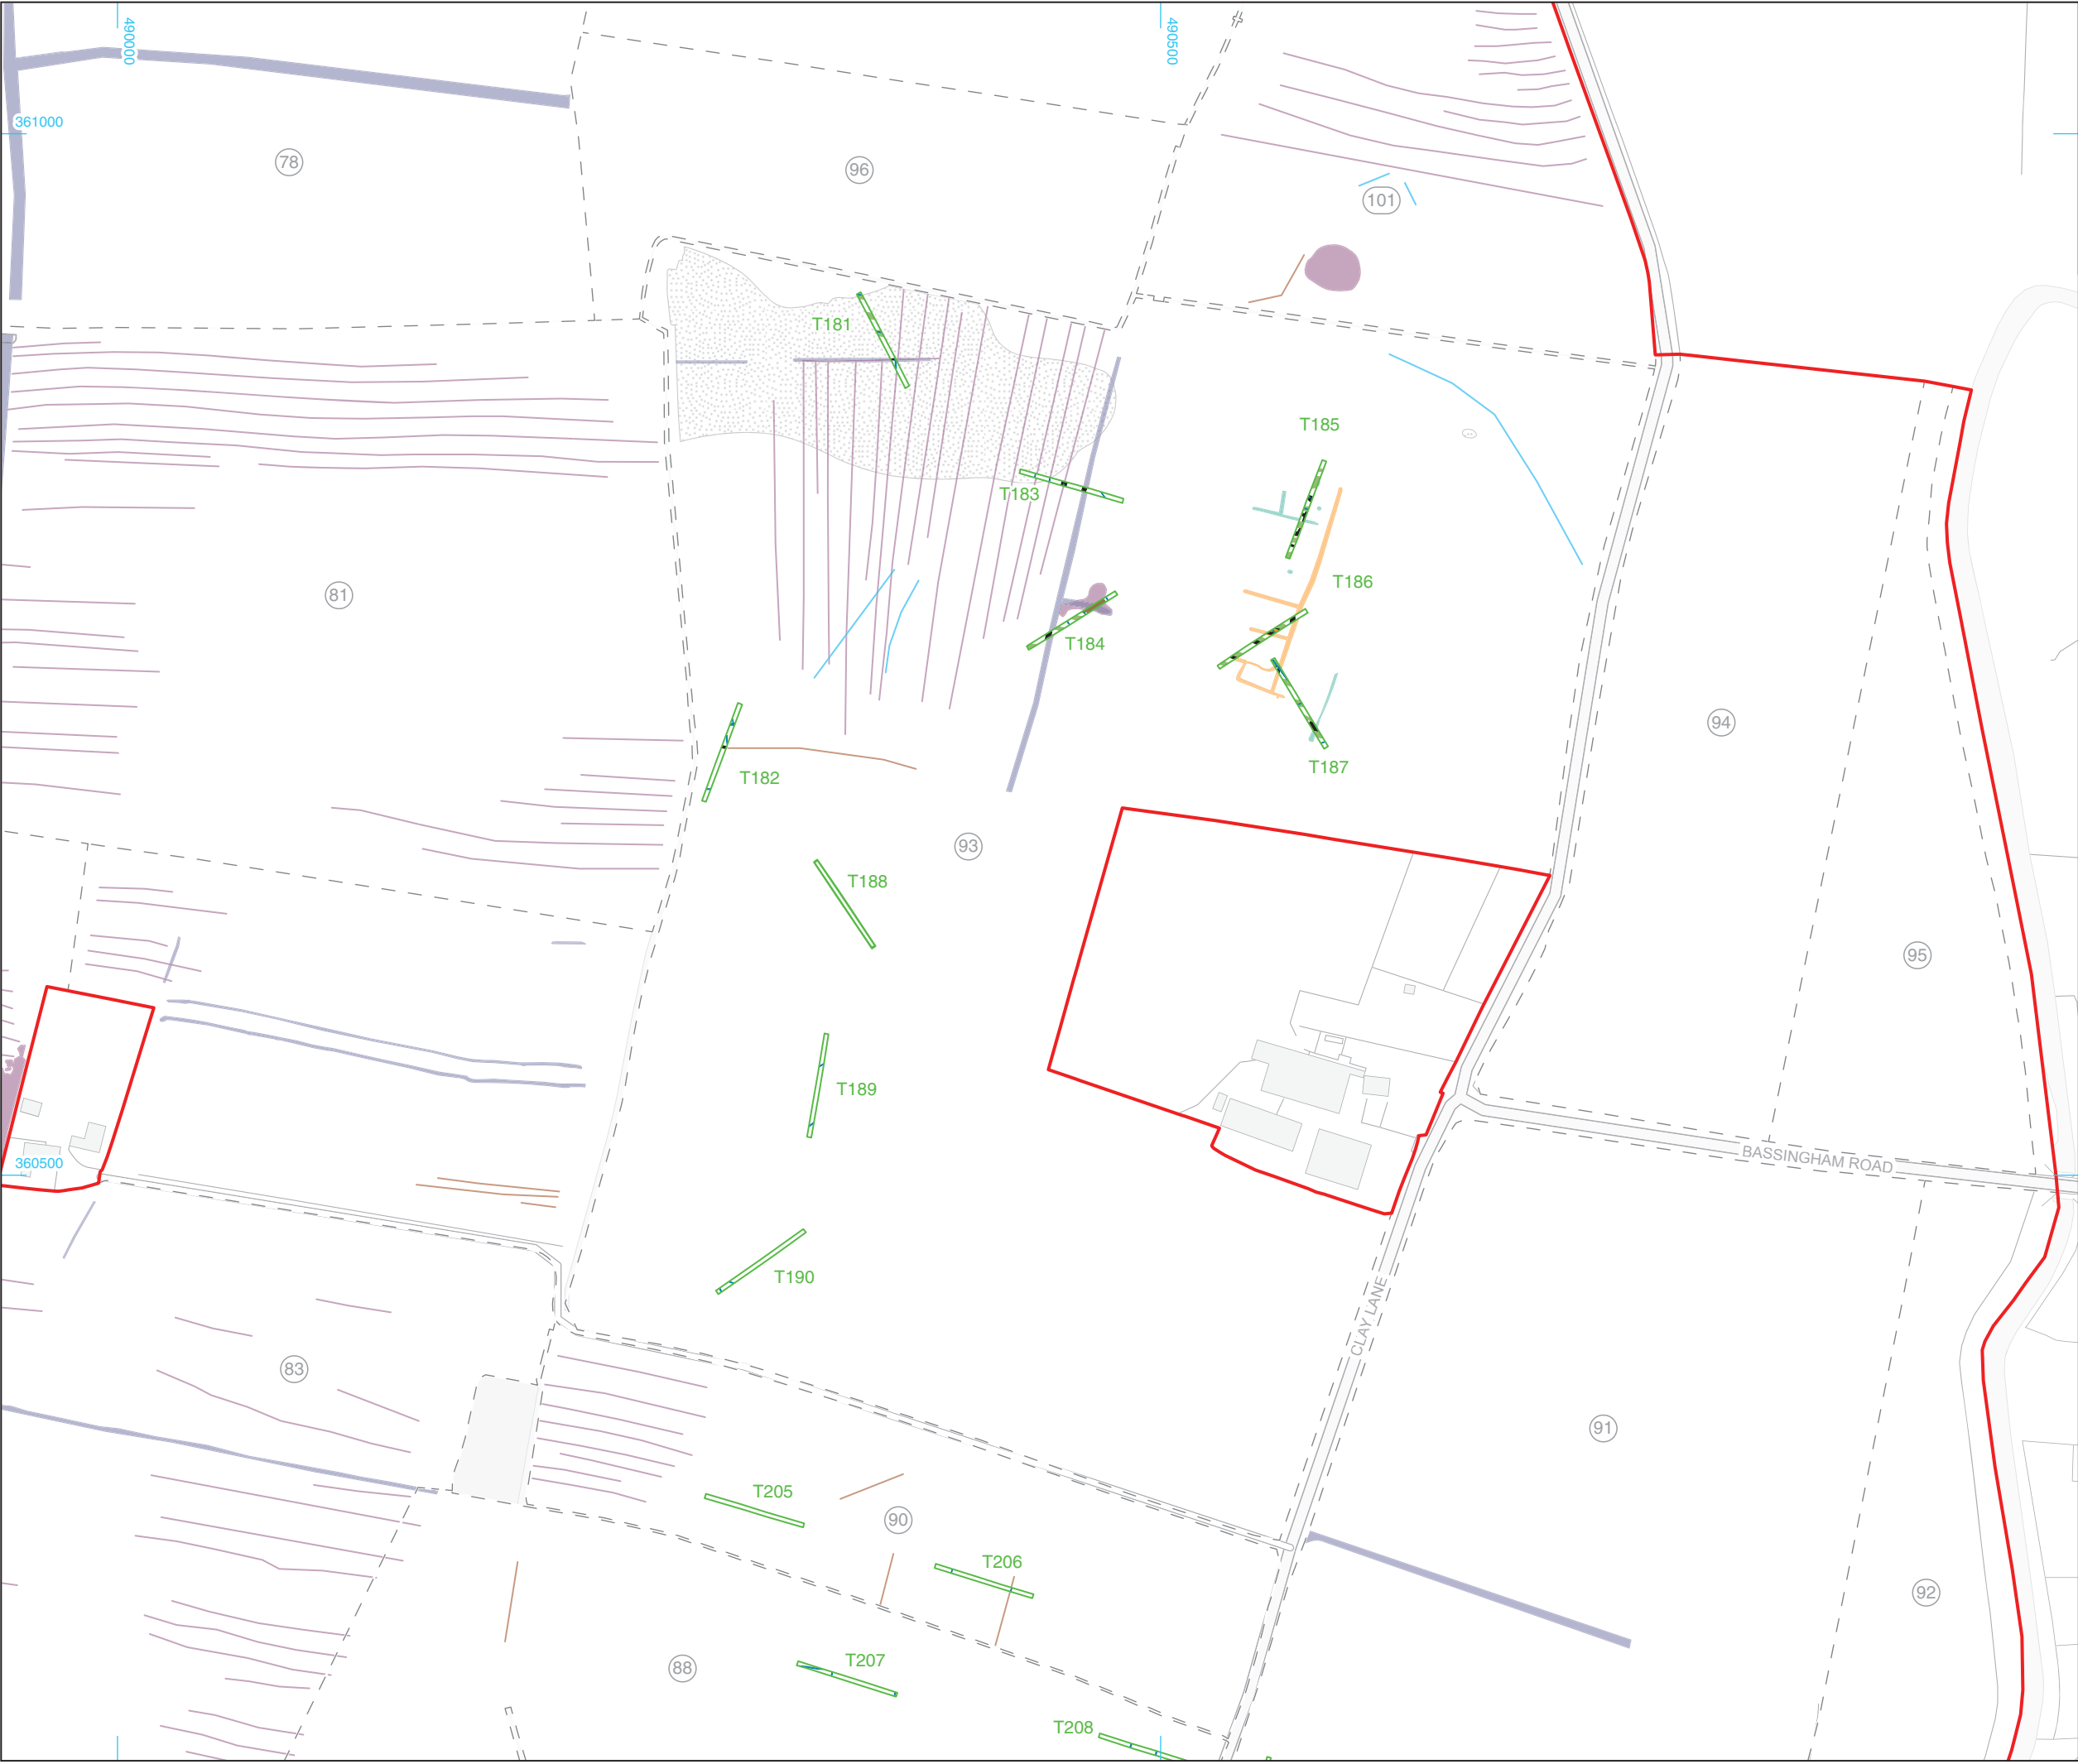 490000
490500
361000
78
96
101
T181
T185
T183
T186
81
T184
94
T187
T182
93
T188
95
T189
BASSINGHAM ROAD
360500
T190
CLAY LANE
83
91
T205
90
T206
92
T207
88
T208